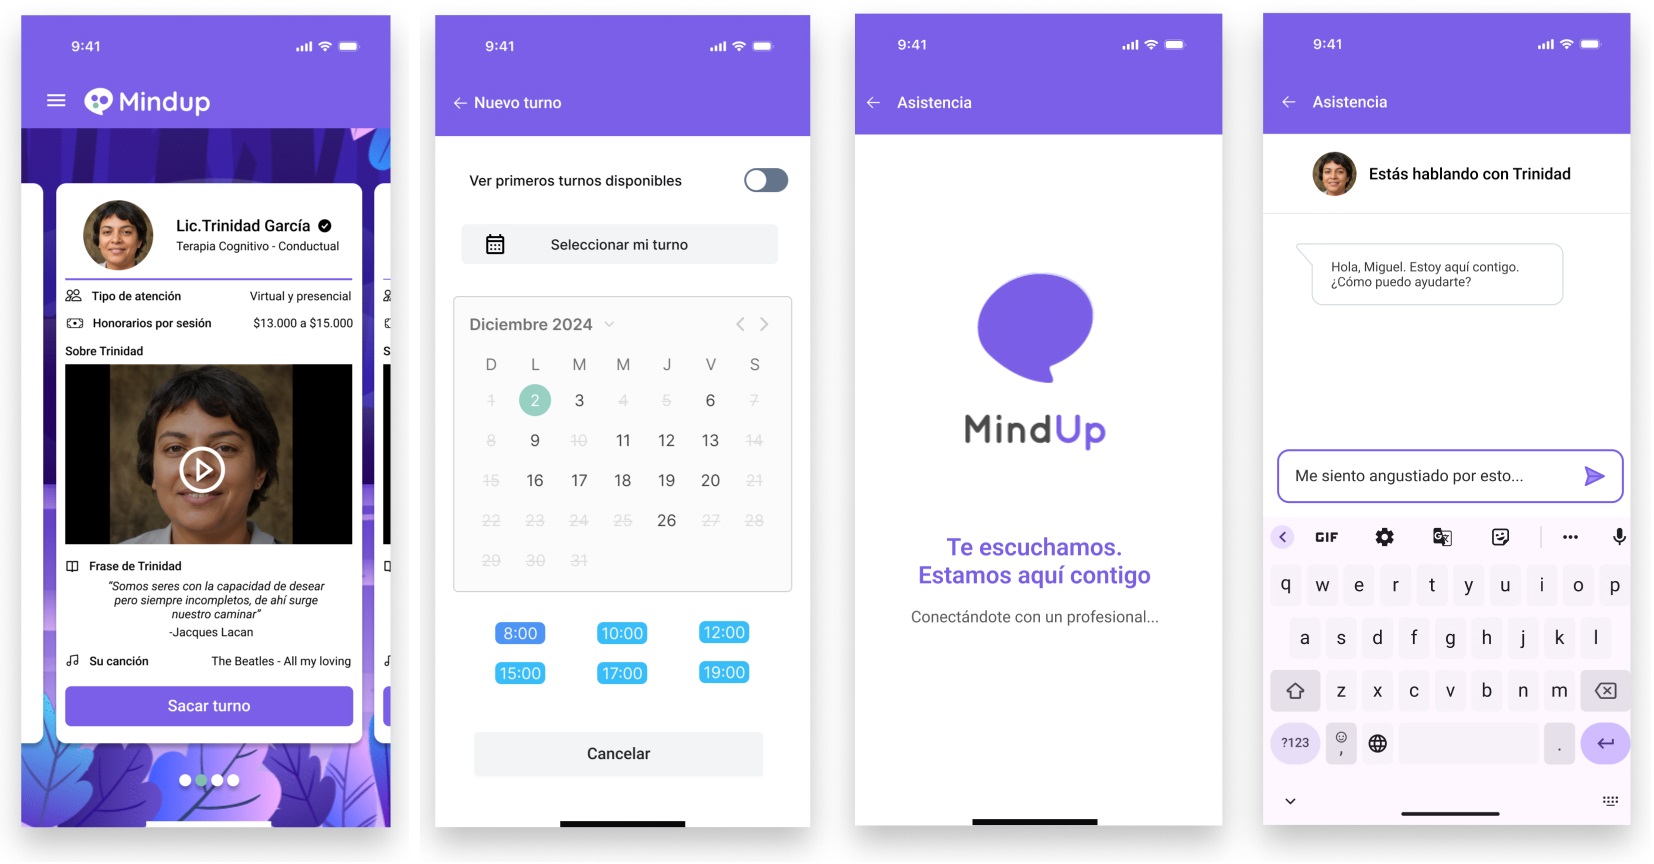 9:41
Mindup
Lic.Trinidad García
Terapia Cognitivo - Conductual
Tipo de atención Virtual y presencial
Honorarios por sesión $13.000 a $15.000
Sobre Trinidad
Frase de Trinidad
“Somos seres con la capacidad de desear
pero siempre incompletos, de ahí surge
nuestro caminar”
-Jacques Lacan
Su canción The Beatles - All my loving
Sacar turno
S
9:41
Nuevo turno
Ver primeros turnos disponibles
Seleccionar mi turno
Diciembre 2024
D L M M J V S
1 2 3 4 5 6 7
8 9 10 11 12 13 14
15 16 17 18 19 20 21
22 23 24 25 26 27 28
29 30 31
8:00 10:00 12:00
15:00 17:00 19:00
Cancelar
9:41
Asistencia
MindUp
Te escuchamos.
Estamos aquí contigo
Conectándote con un profesional...
9:41
Asistencia
Estás hablando con Trinidad
Hola, Miguel. Estoy aquí contigo.
¿Cómo puedo ayudarte?
Me siento angustiado por esto...
GIF
q w e r t y u i o p
a s d f g h j k l
z x c v b n m
?123 , .